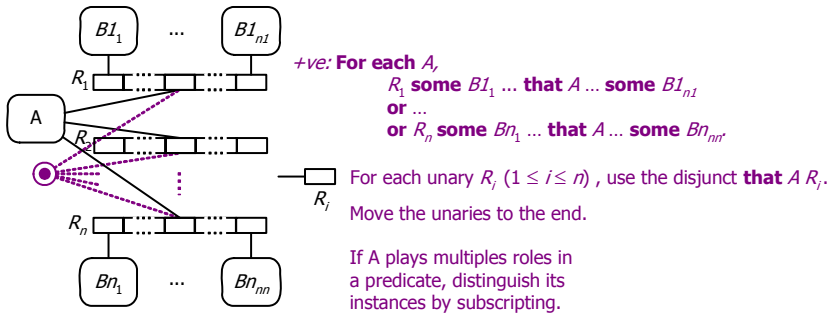 B1₁ ... B1ₙ₁
R₁
+ve: For each A,
R₁ some B1₁ ... that A ... some B1ₙ₁
or ...
or Rₙ some Bn₁ ... that A ... some Bnₙₙ.
A
R₂
For each unary Rᵢ (1 ≤ i ≤ n) , use the disjunct that A Rᵢ.
Rᵢ
Move the unaries to the end.
Rₙ
If A plays multiples roles in
a predicate, distinguish its
instances by subscripting.
Bn₁ ... Bnₙₙ